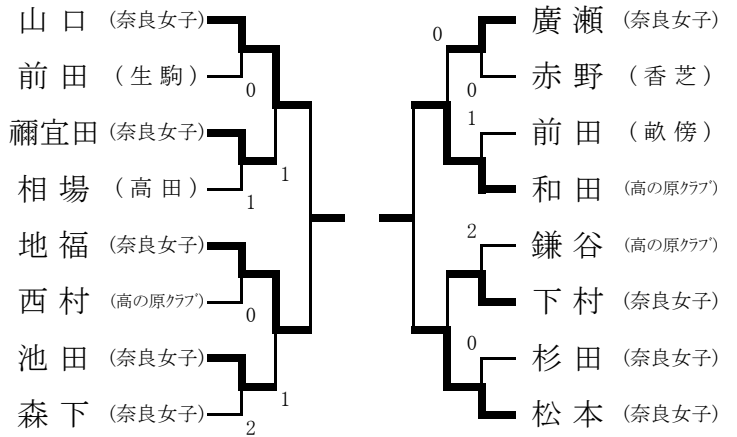 山口 (奈良女子)
前田 (生駒)
0
禰宜田 (奈良女子)
1
相場 (高田)
1
地福 (奈良女子)
西村 (高の原クラブ)
0
池田 (奈良女子)
1
森下 (奈良女子)
2
0
廣瀬 (奈良女子)
赤野 (香芝)
0
1
前田 (畝傍)
和田 (高の原クラブ)
2
鎌谷 (高の原クラブ)
下村 (奈良女子)
0
杉田 (奈良女子)
松本 (奈良女子)